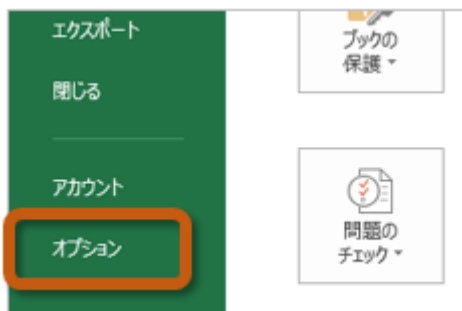 エクスポート
閉じる
アカウント
オプション
ブックの
保護
問題の
チェック